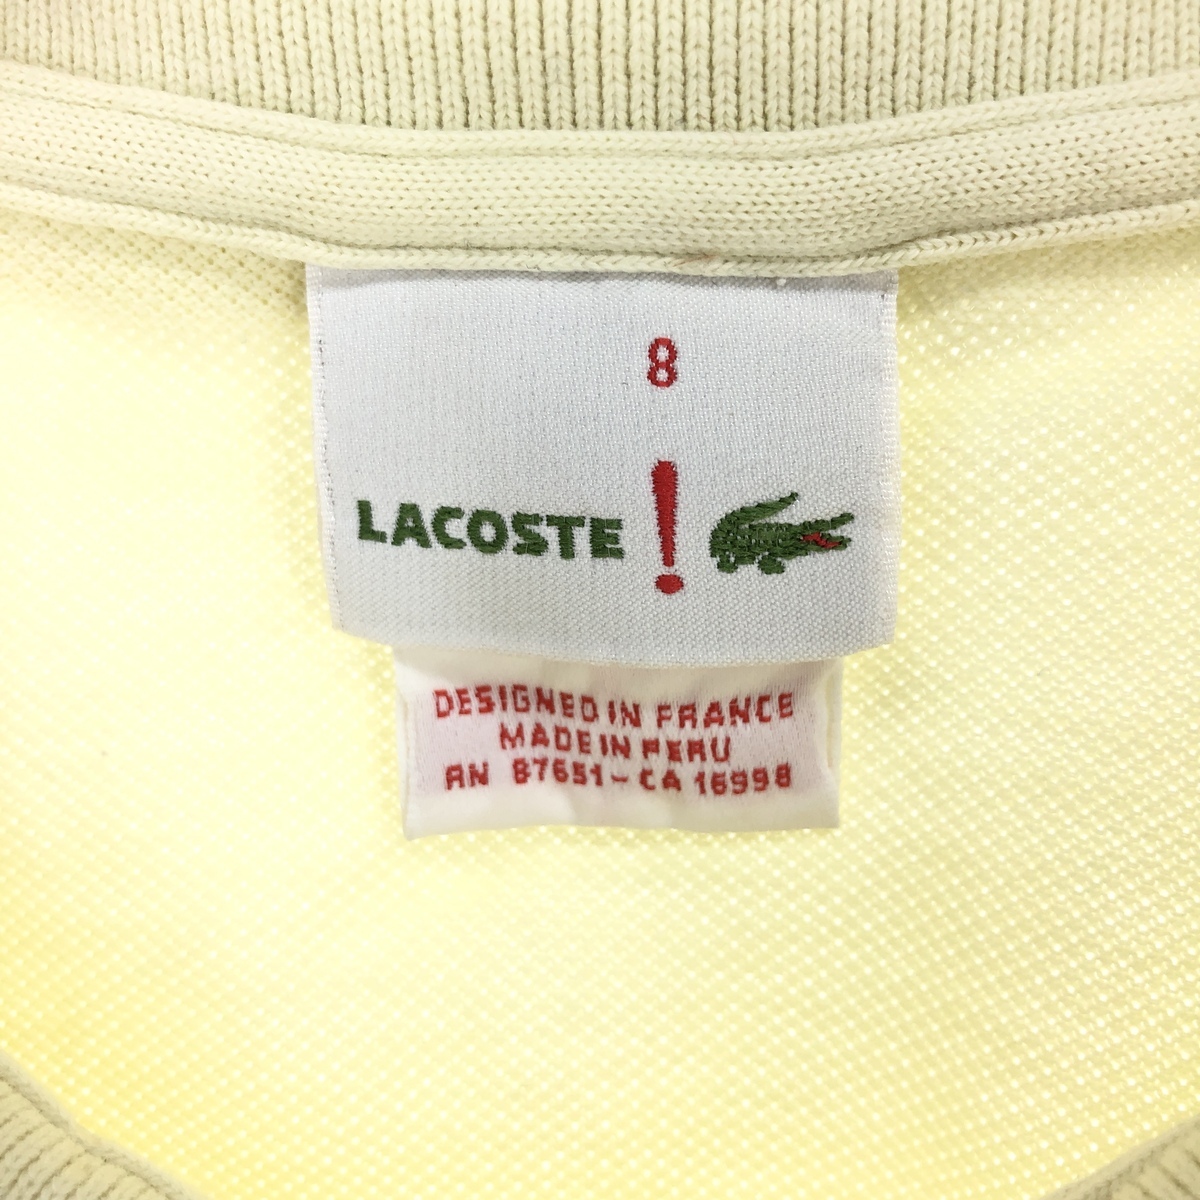 8
LACOSTE !
DESIGNED IN FRANCE
MADE IN PERU
RN 87651-CA 16998